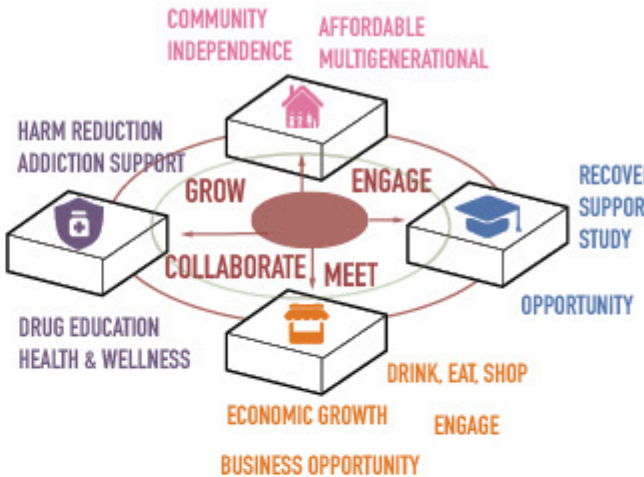 COMMUNITY
INDEPENDENCE
AFFORDABLE
MULTIGENERATIONAL
HARM REDUCTION
ADDICTION SUPPORT
GROW
ENGAGE
RECOVE
SUPPOR
STUDY
COLLABORATE
MEET
OPPORTUNITY
DRUG EDUCATION
HEALTH & WELLNESS
DRINK, EAT, SHOP
ECONOMIC GROWTH
ENGAGE
BUSINESS OPPORTUNITY